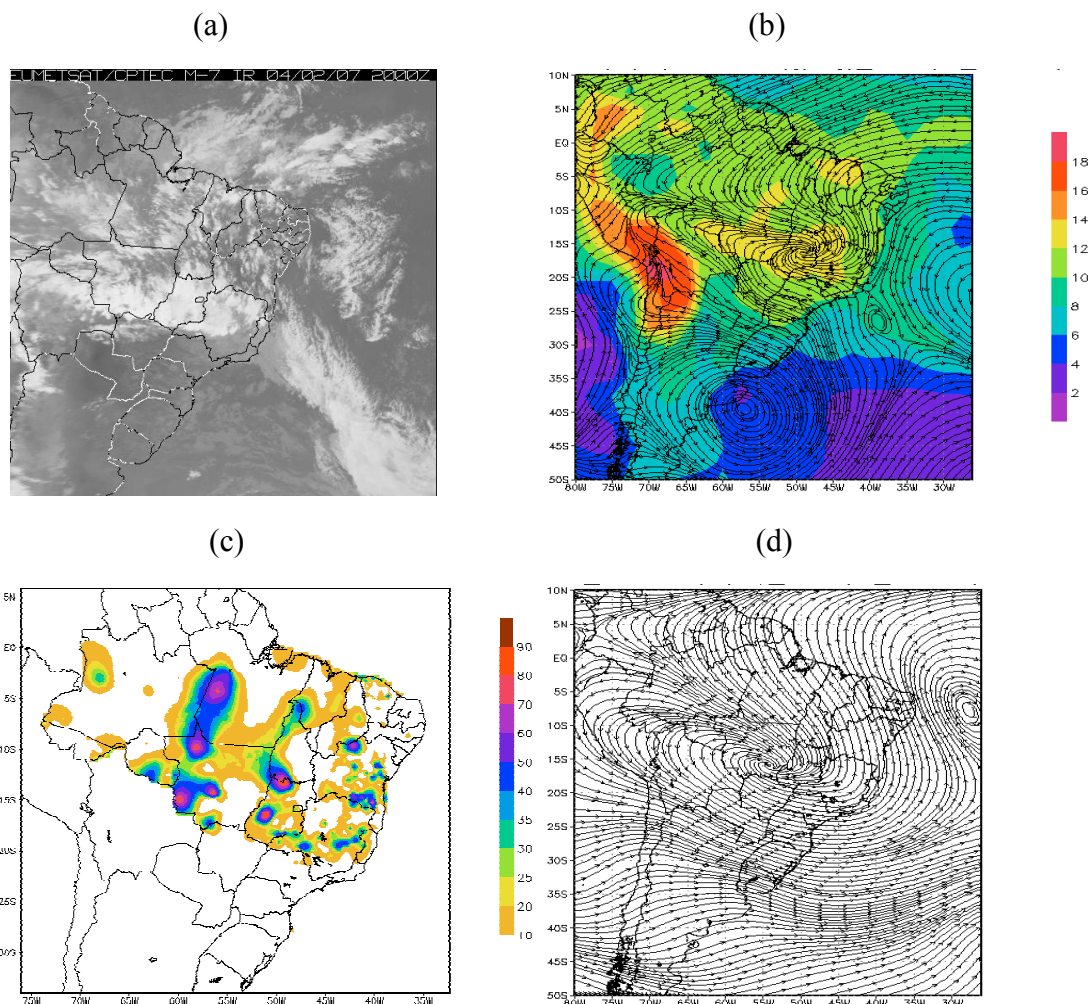 (a)
(b)
EUMETSAT/CPTEC M-7 IR 04/02/07 2000Z
10N
5N
EQ
5S
10S
15S
20S
25S
30S
35S
40S
45S
50S
80W 75W 70W 65W 60W 55W 50W 45W 40W 35W 30W
18
16
14
12
10
8
6
4
2
(c)
(d)
5N
EQ
5S
10S
15S
20S
25S
30S
75W 70W 65W 60W 55W 50W 45W 40W 35W
90
80
70
60
50
40
35
30
25
20
10
10N
5N
EQ
5S
10S
15S
20S
25S
30S
35S
40S
45S
50S
80W 75W 70W 65W 60W 55W 50W 45W 40W 35W 30W